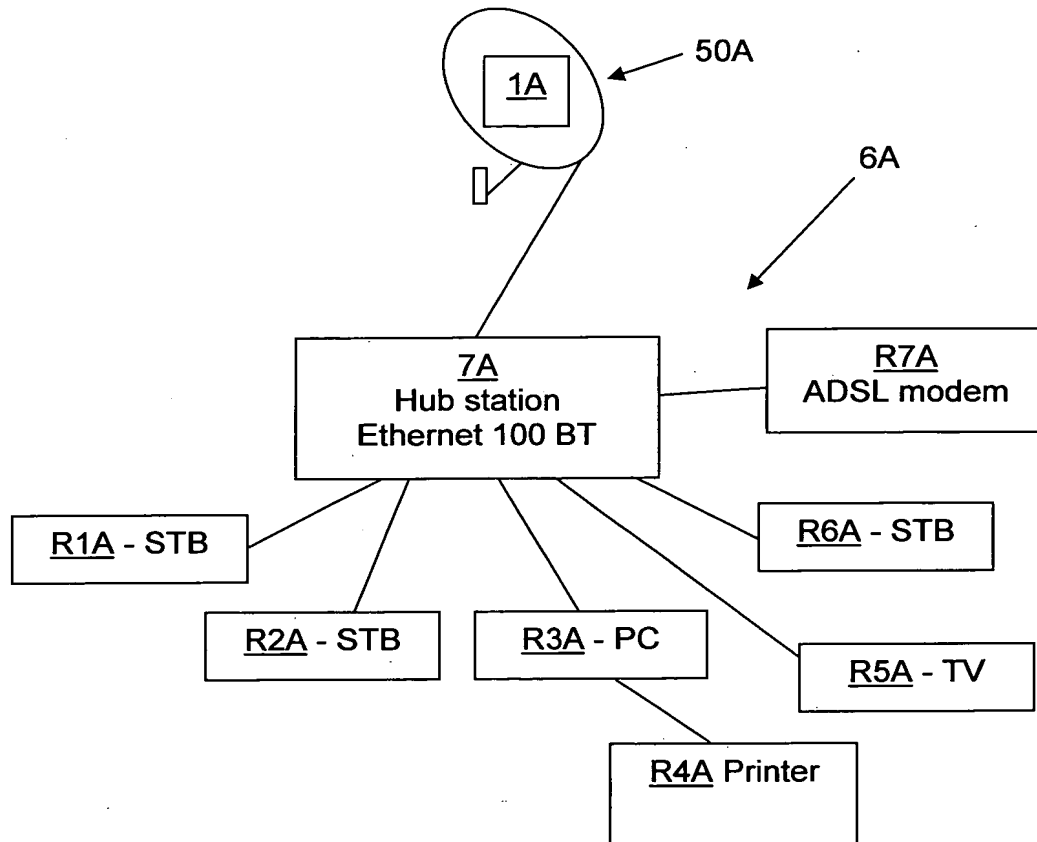 50A
1A
6A
7A
Hub station
Ethernet 100 BT
R7A
ADSL modem
R1A - STB
R6A - STB
R2A - STB
R3A - PC
R5A - TV
R4A Printer